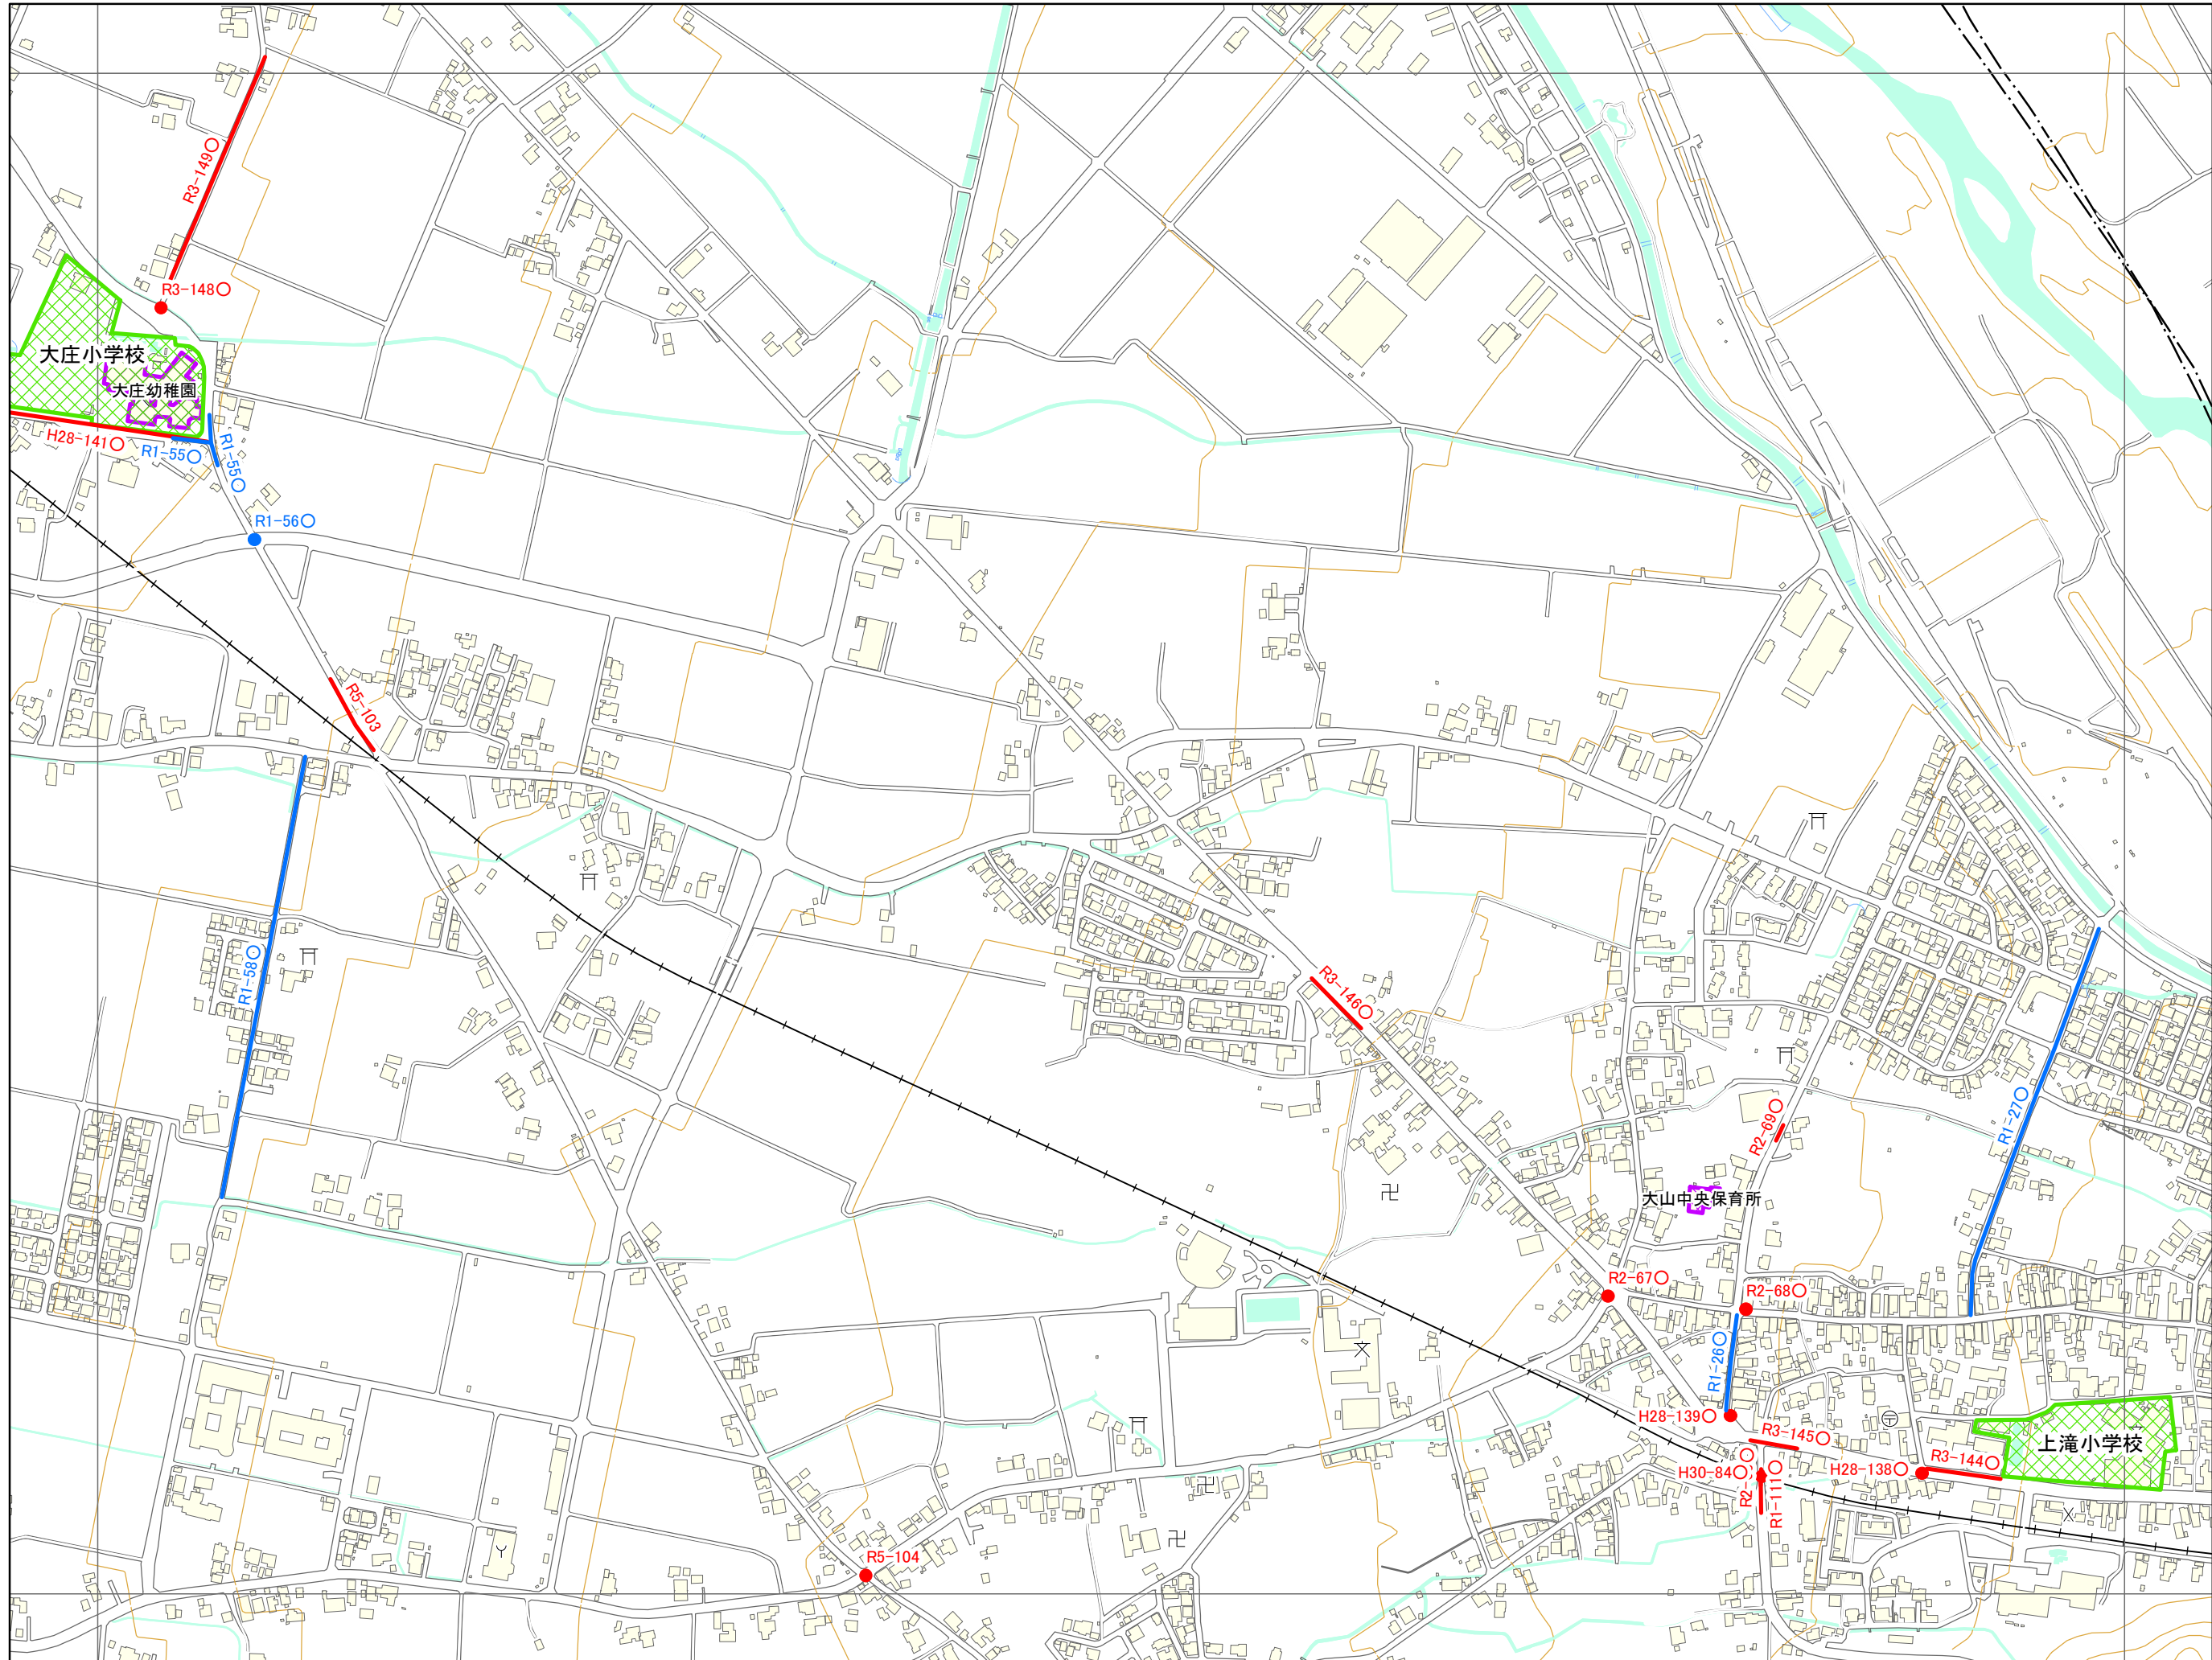 R3-149○
R3-148○
大庄小学校
大庄幼稚園
H28-141○
R1-55○
R1-55○
R1-56○
R5-103
R1-58○
R3-146○
R1-27○
R2-69○
大山中央保育所
R2-67○
R2-68○
R1-26○
H28-139○
R3-145○
上滝小学校
R3-144○
H28-138○
H30-84○
R1-111○
R5-104